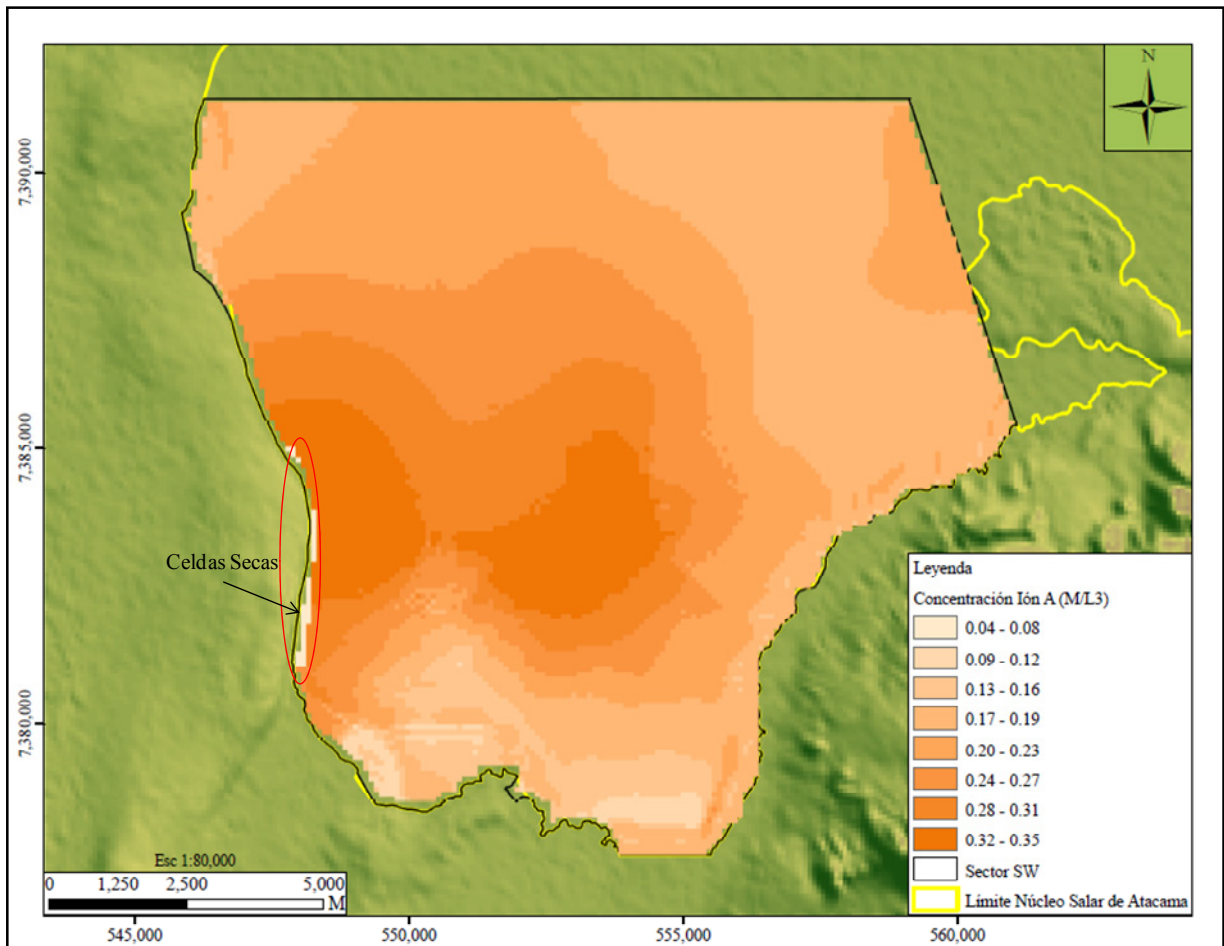 N
7,390,000
7,385,000
7,380,000
Celdas Secas
Leyenda
Concentración Ión A (M/L3)
0.04 - 0.08
0.09 - 0.12
0.13 - 0.16
0.17 - 0.19
0.20 - 0.23
0.24 - 0.27
0.28 - 0.31
0.32 - 0.35
Sector SW
Límite Núcleo Salar de Atacama
Esc 1:80,000
0 1,250 2,500 5,000
M
545,000 550,000 555,000 560,000